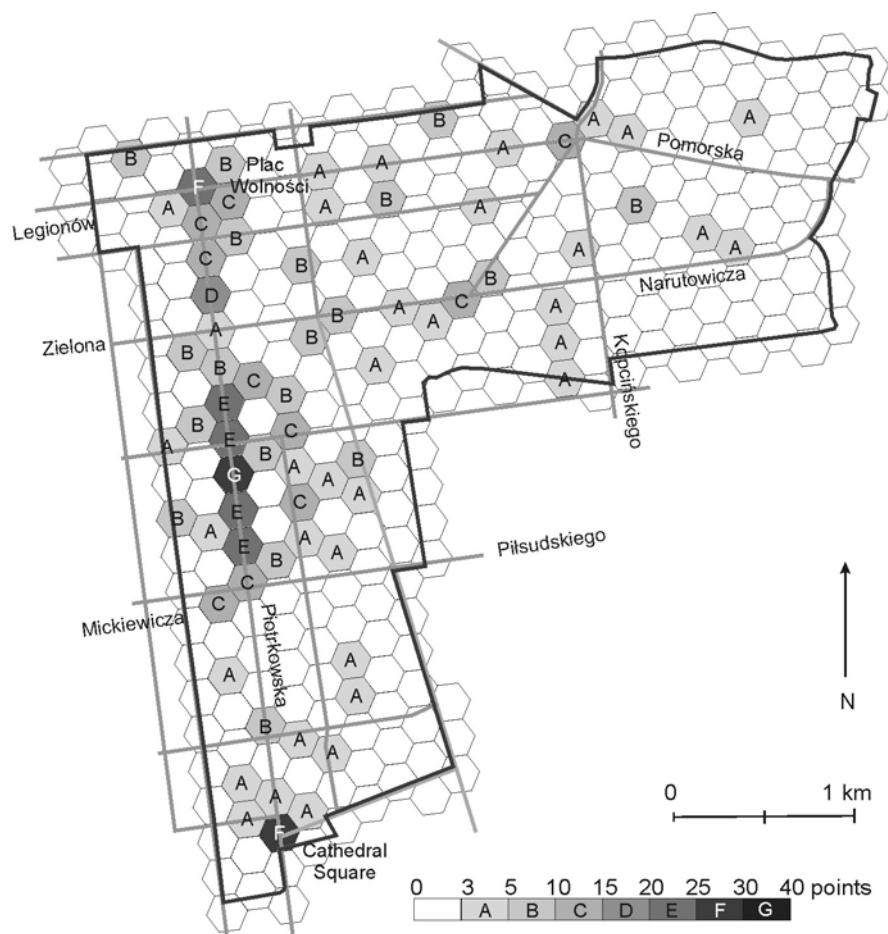 B
A
A
A
C
A
Pomorska
B
B
A
A
F
Plac
Wolności
A
C
A
B
A
B
Legionów
C
B
A
A
C
B
A
A
B
Narutowicza
D
B
A
A
C
A
Zielona
A
B
A
B
B
A
A
C
B
Kopcińskiego
E
B
E
C
A
B
A
B
G
A
A
C
B
E
A
E
A
A
B
Piłsudskiego
C
C
Mickiewicza
Piotrkowska
A
A
A
N
B
A
A
A
A
A
A
F
0 1 km
Cathedral
Square
0 3 5 10 15 20 25 30 40 points
A B C D E F G